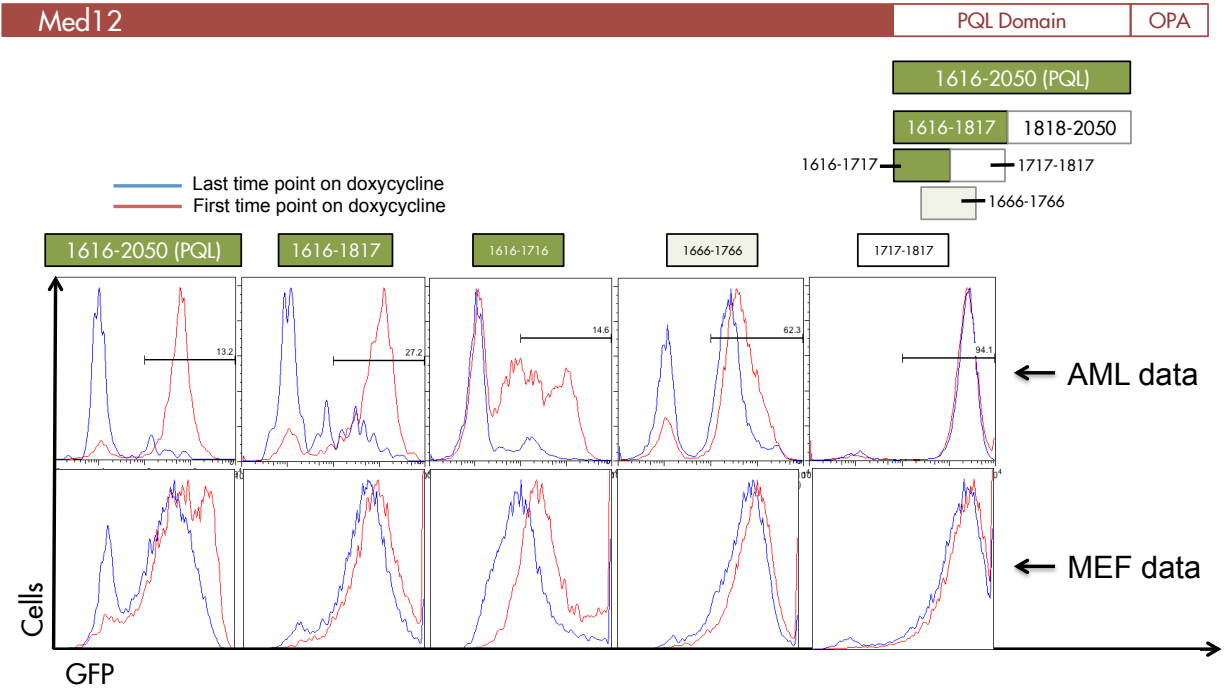 Med12
PQL Domain
OPA
1616-2050 (PQL)
1616-1817
1818-2050
1616-1717
1717-1817
1666-1766
Last time point on doxycycline
First time point on doxycycline
1616-2050 (PQL)
1616-1817
1616-1716
1666-1766
1717-1817
13.2
27.2
14.6
62.3
94.1
AML data
MEF data
Cells
GFP